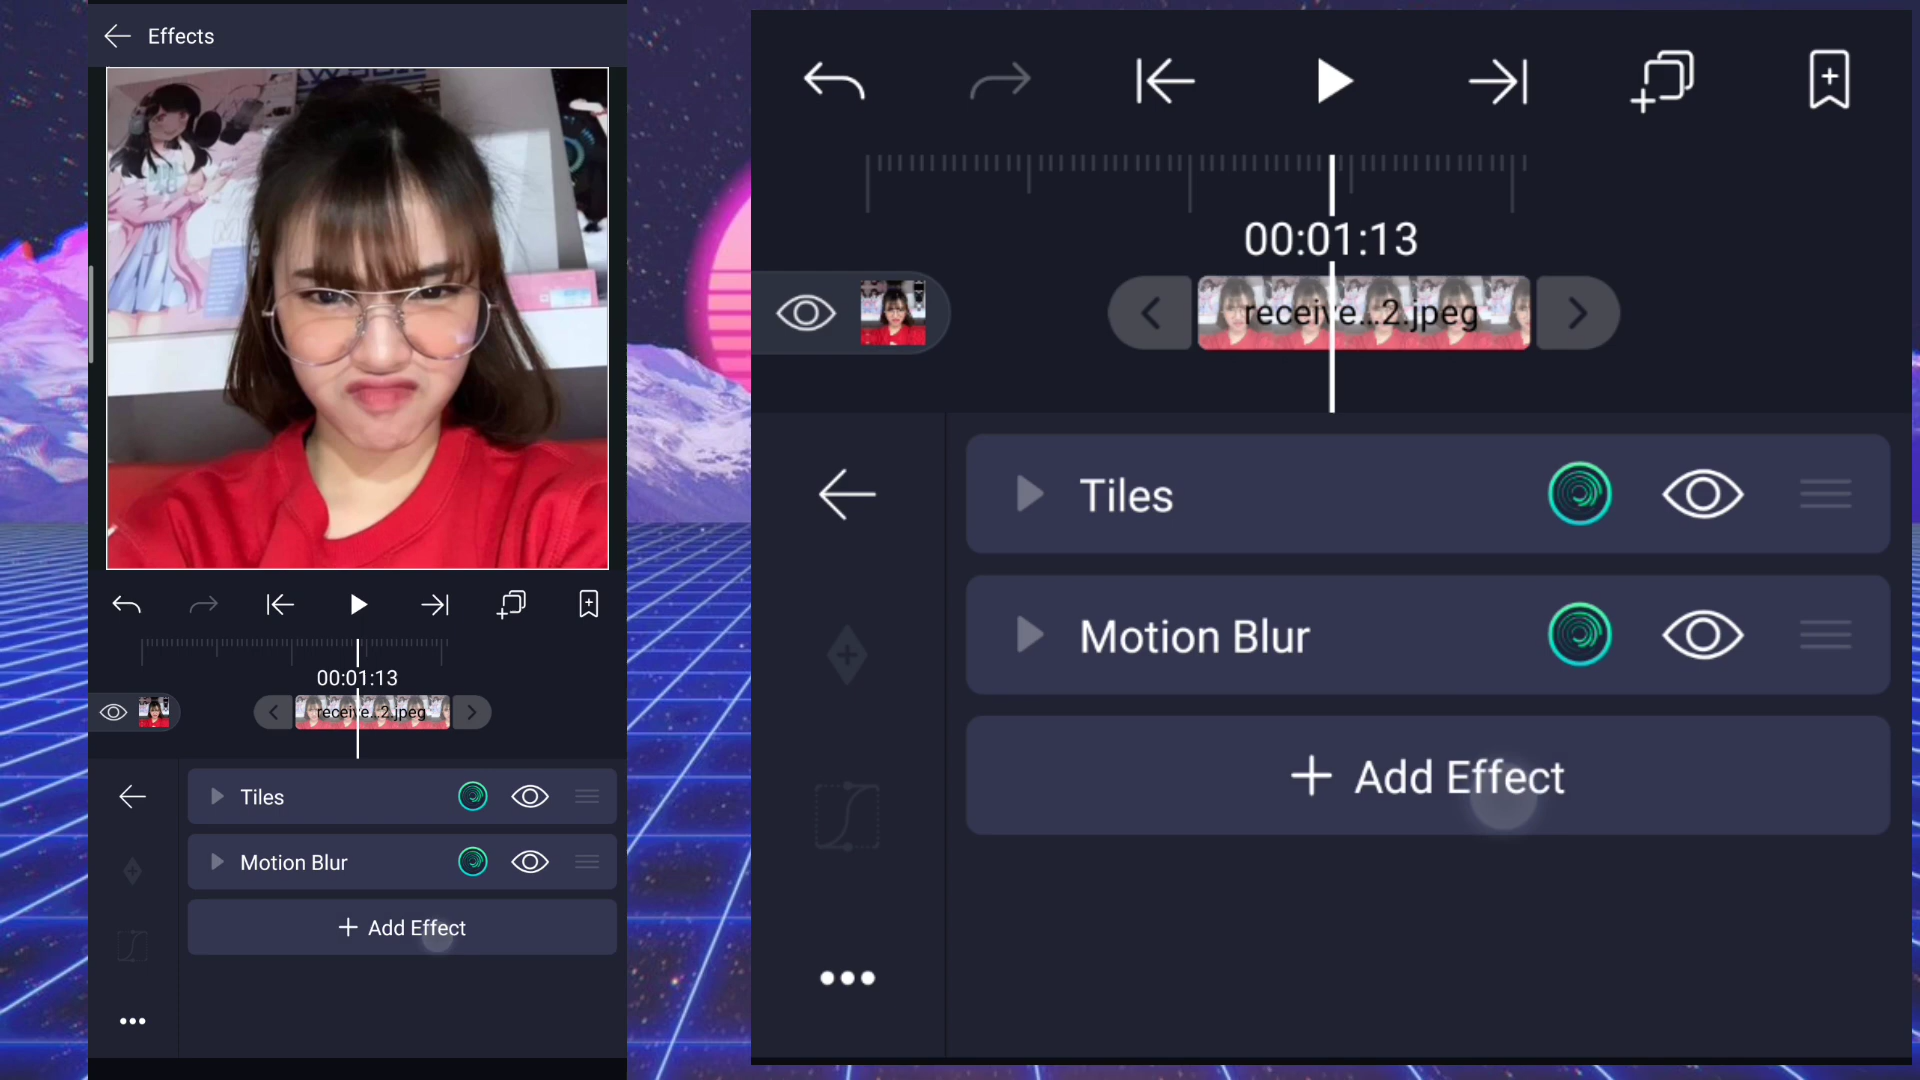 Effects
00:01:13
receive...2.jpeg
Tiles
Motion Blur
+ Add Effect
00:01:13
receive...2.jpeg
Tiles
Motion Blur
+ Add Effect